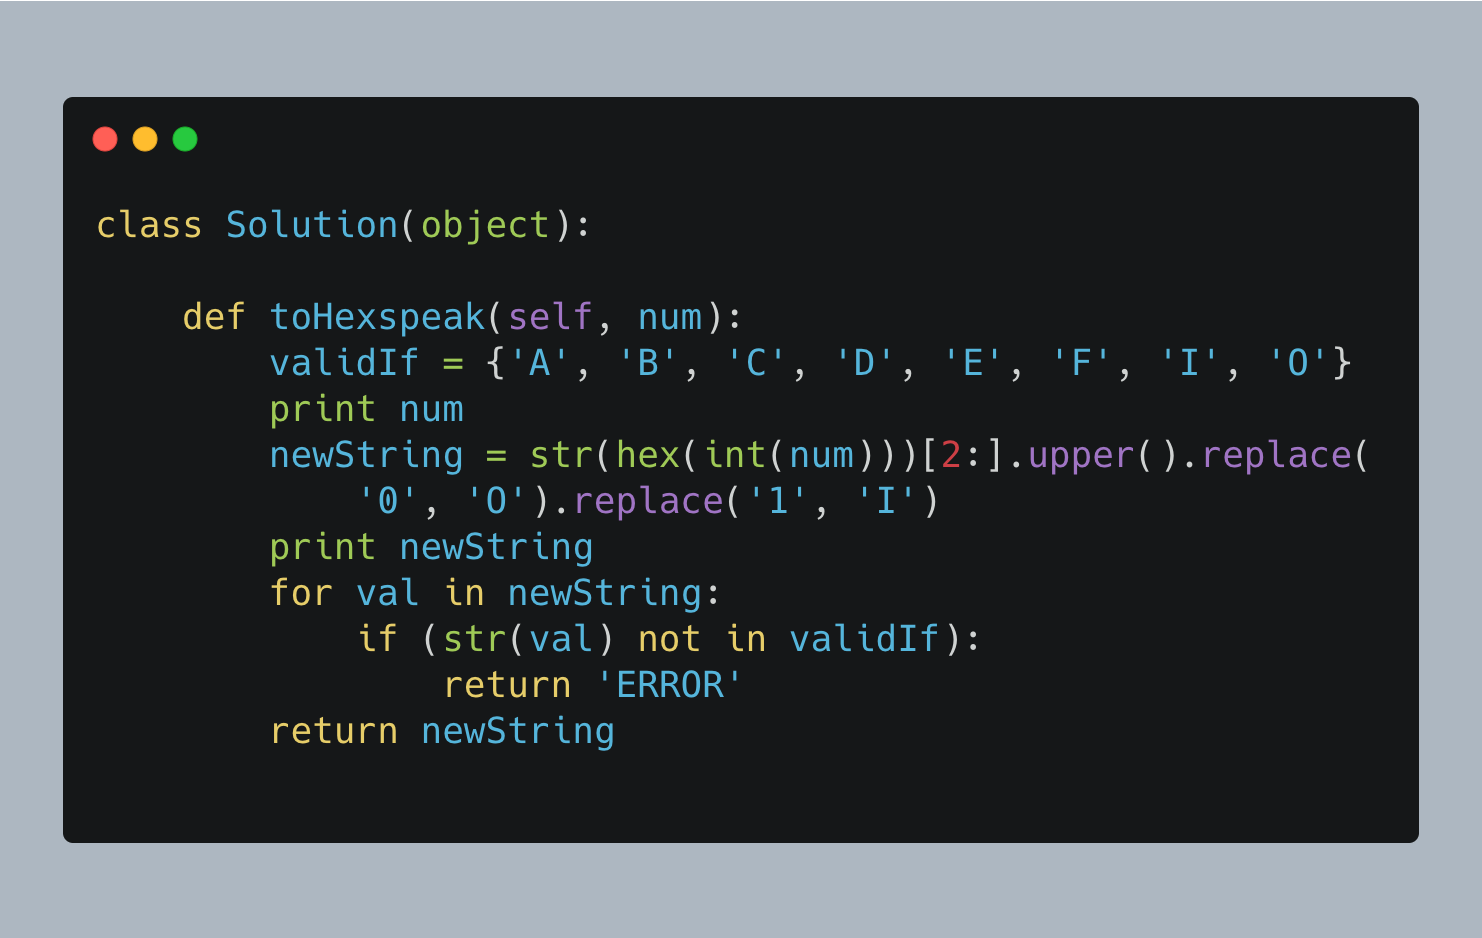 class Solution(object):

    def toHexspeak(self, num):
        validIf = {'A', 'B', 'C', 'D', 'E', 'F', 'I', 'O'}
        print num
        newString = str(hex(int(num)))[2:].upper().replace(
            '0', 'O').replace('1', 'I')
        print newString
        for val in newString:
            if (str(val) not in validIf):
                return 'ERROR'
        return newString